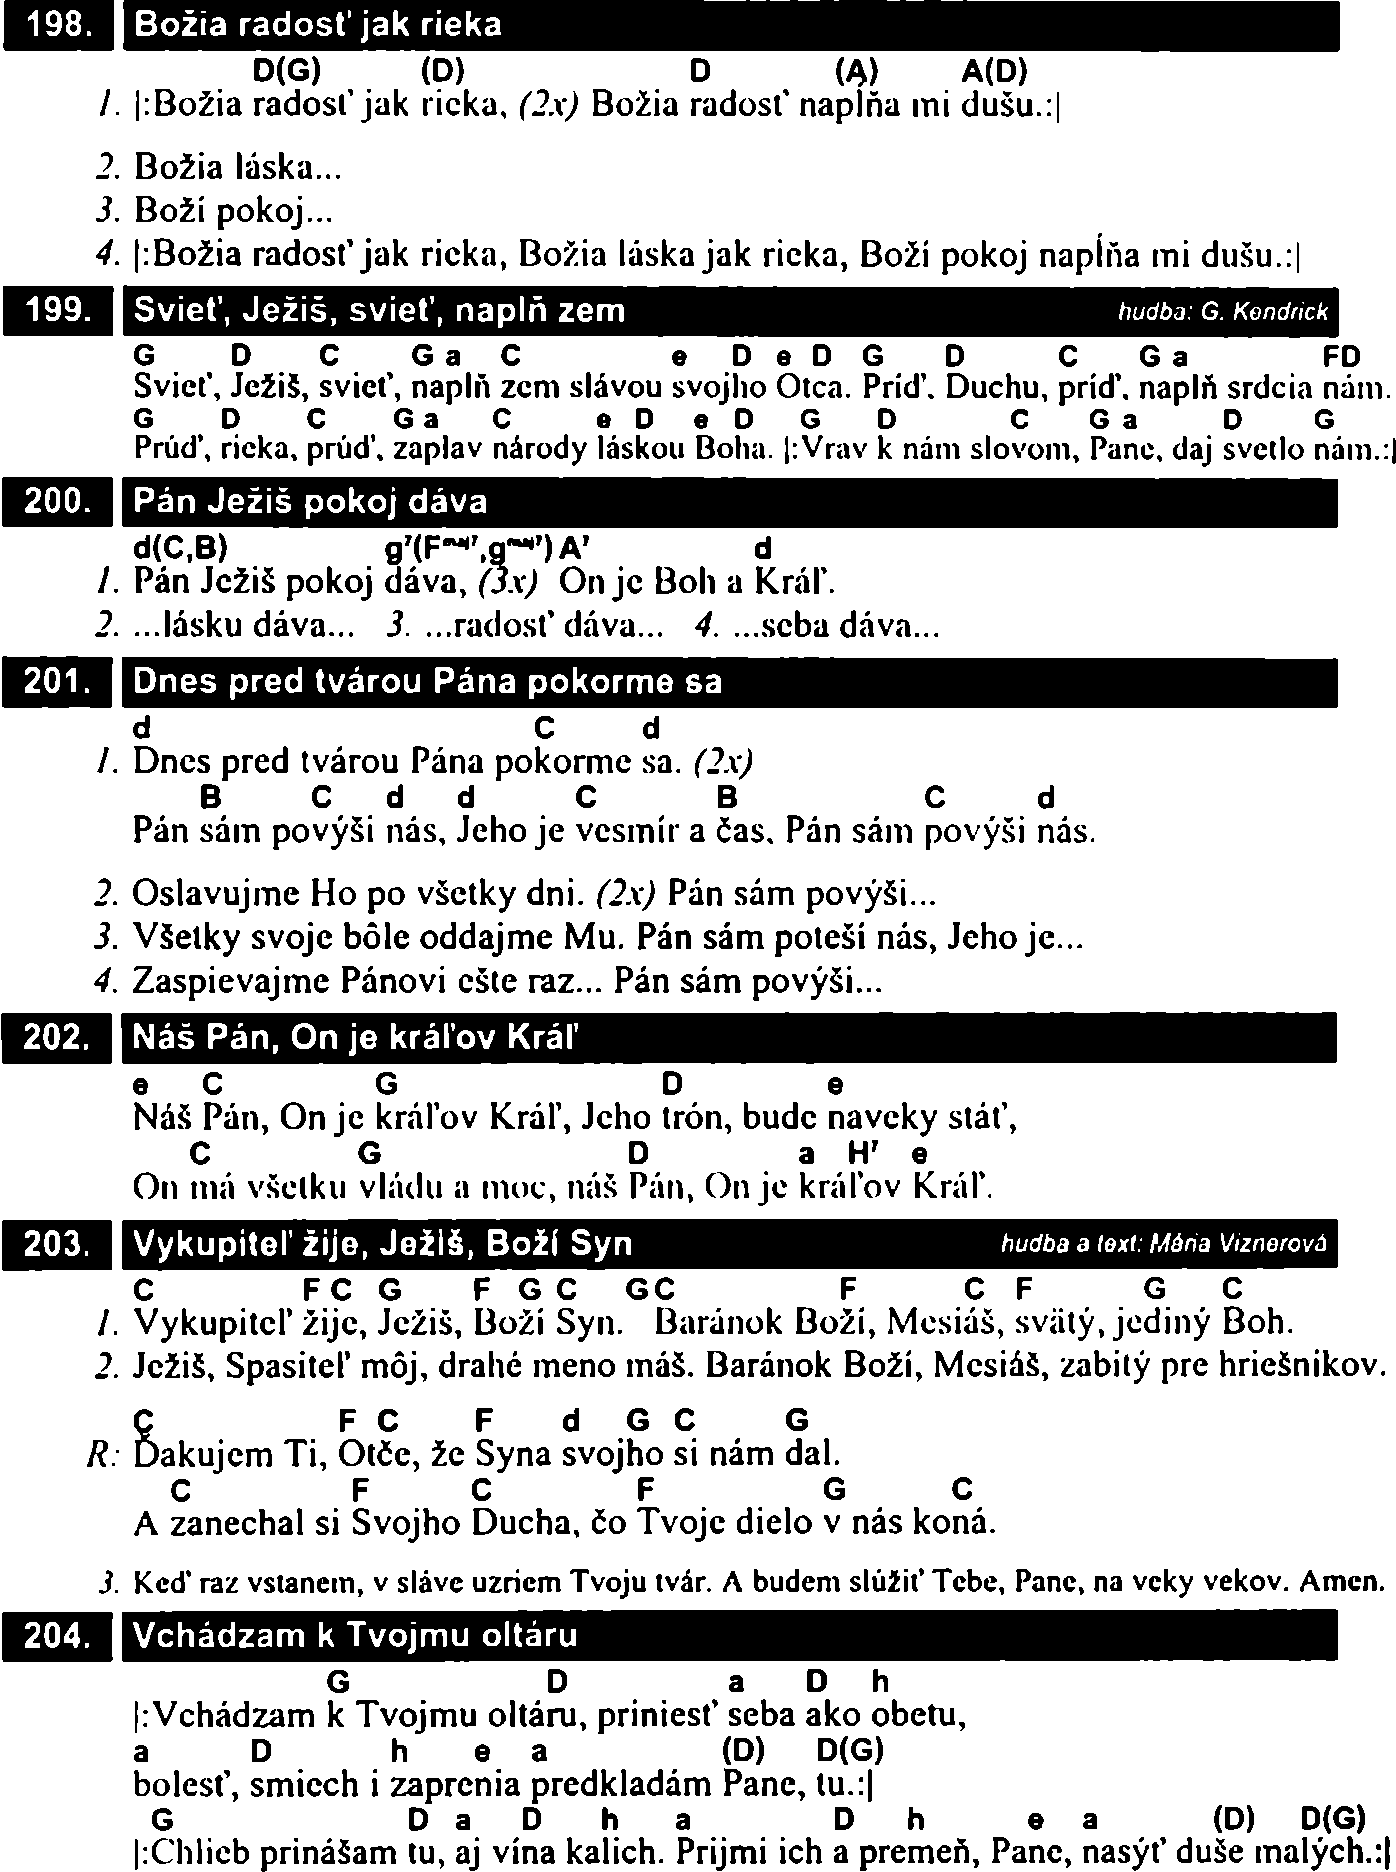 198. Božia radosť jak rieka
D(G) (D) D (A) A(D)
1. |:Božia radosť jak rieka, (2x) Božia radosť napĺňa mi dušu.:|
2. Božia láska...
3. Boží pokoj...
4. |:Božia radosť jak rieka, Božia láska jak rieka, Boží pokoj napĺňa mi dušu.:|
199. Svieť, Ježiš, svieť, naplň zem hudba: G. Kendrick
G D C G a C e D e D G D C G a F D
Svieť, Ježiš, svieť, naplň zem slávou svojho Otca. Príď, Duchu, príď, naplň srdcia nám.
G D C G a C e D e D G D C G a D G
Prúď, rieka, prúď, zaplav národy láskou Boha. |:Vrav k nám slovom, Pane, daj svetlo nám.:|
200. Pán Ježiš pokoj dáva
d(C,B) g7(Fmaj7,gmaj7) A7 d
1. Pán Ježiš pokoj dáva, (3x) On je Boh a Kráľ.
2. ...lásku dáva... 3. ...radosť dáva... 4. ...seba dáva...
201. Dnes pred tvárou Pána pokorme sa
d C d
1. Dnes pred tvárou Pána pokorme sa. (2x)
B C d d C B C d
Pán sám povýši nás, Jeho je vesmír a čas, Pán sám povýši nás.
2. Oslavujme Ho po všetky dni. (2x) Pán sám povýši...
3. Všetky svoje bôle oddajme Mu. Pán sám poteší nás, Jeho je...
4. Zaspievajme Pánovi ešte raz... Pán sám povýši...
202. Náš Pán, On je kráľov Kráľ
e C G D e
Náš Pán, On je kráľov Kráľ, Jeho trón, bude naveky stáť,
C G D a H7 e
On má všetku vládu a moc, náš Pán, On je kráľov Kráľ.
203. Vykupiteľ žije, Ježiš, Boží Syn hudba a text: Mária Viznerová
C F C G F G C G C F C F G C
1. Vykupiteľ žije, Ježiš, Boží Syn. Baránok Boží, Mesiáš, svätý, jediný Boh.
2. Ježiš, Spasiteľ môj, drahé meno máš. Baránok Boží, Mesiáš, zabitý pre hriešnikov.
C F C F d G C G
R: Ďakujem Ti, Otče, že Syna svojho si nám dal.
C F C F G C
A zanechal si Svojho Ducha, čo Tvoje dielo v nás koná.
3. Keď raz vstanem, v sláve uzriem Tvoju tvár. A budem slúžiť Tebe, Pane, na veky vekov. Amen.
204. Vchádzam k Tvojmu oltáru
G D a D h
|:Vchádzam k Tvojmu oltáru, priniesť seba ako obetu,
a D h e a (D) D(G)
bolesť, smiech i zaprenia predkladám Pane, tu.:|
G D a D h a D h e a (D) D(G)
|:Chlieb prinášam tu, aj vína kalich. Prijmi ich a premeň, Pane, nasýť duše malých.:|